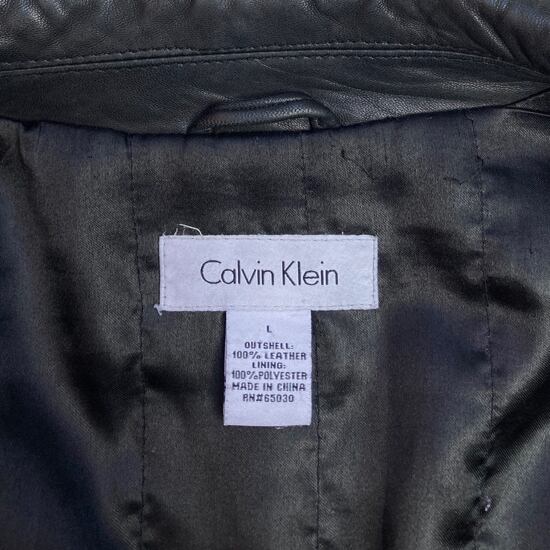 Calvin Klein
L
OUTSHELL:
100% LEATHER
LINING:
100%POLYESTER
MADE IN CHINA
RN#65030